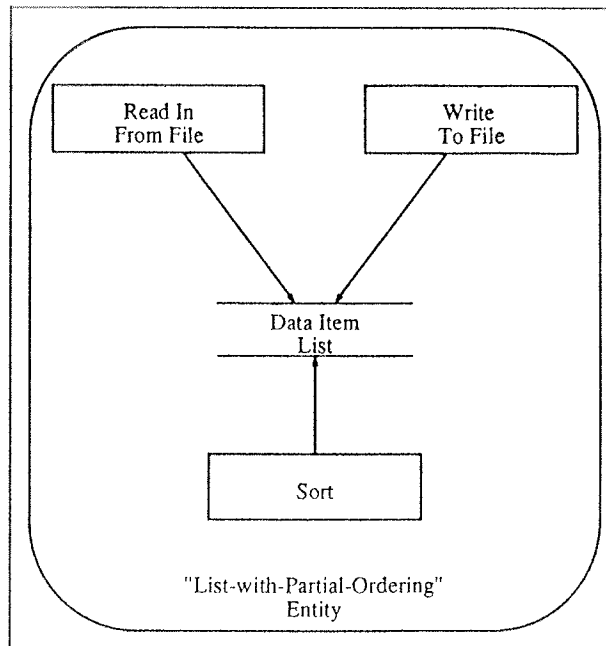 Read In
From File
Write
To File
Data Item
List
Sort
"List-with-Partial-Ordering"
Entity